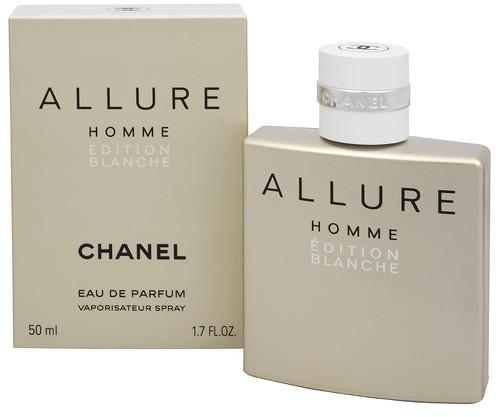 ALLURE
HOMME
ÉDITION
BLANCHE
CHANEL
EAU DE PARFUM
VAPORISATEUR SPRAY
50 ml 1.7 FL.OZ.
CHANEL
ALLURE
HOMME
ÉDITION
BLANCHE